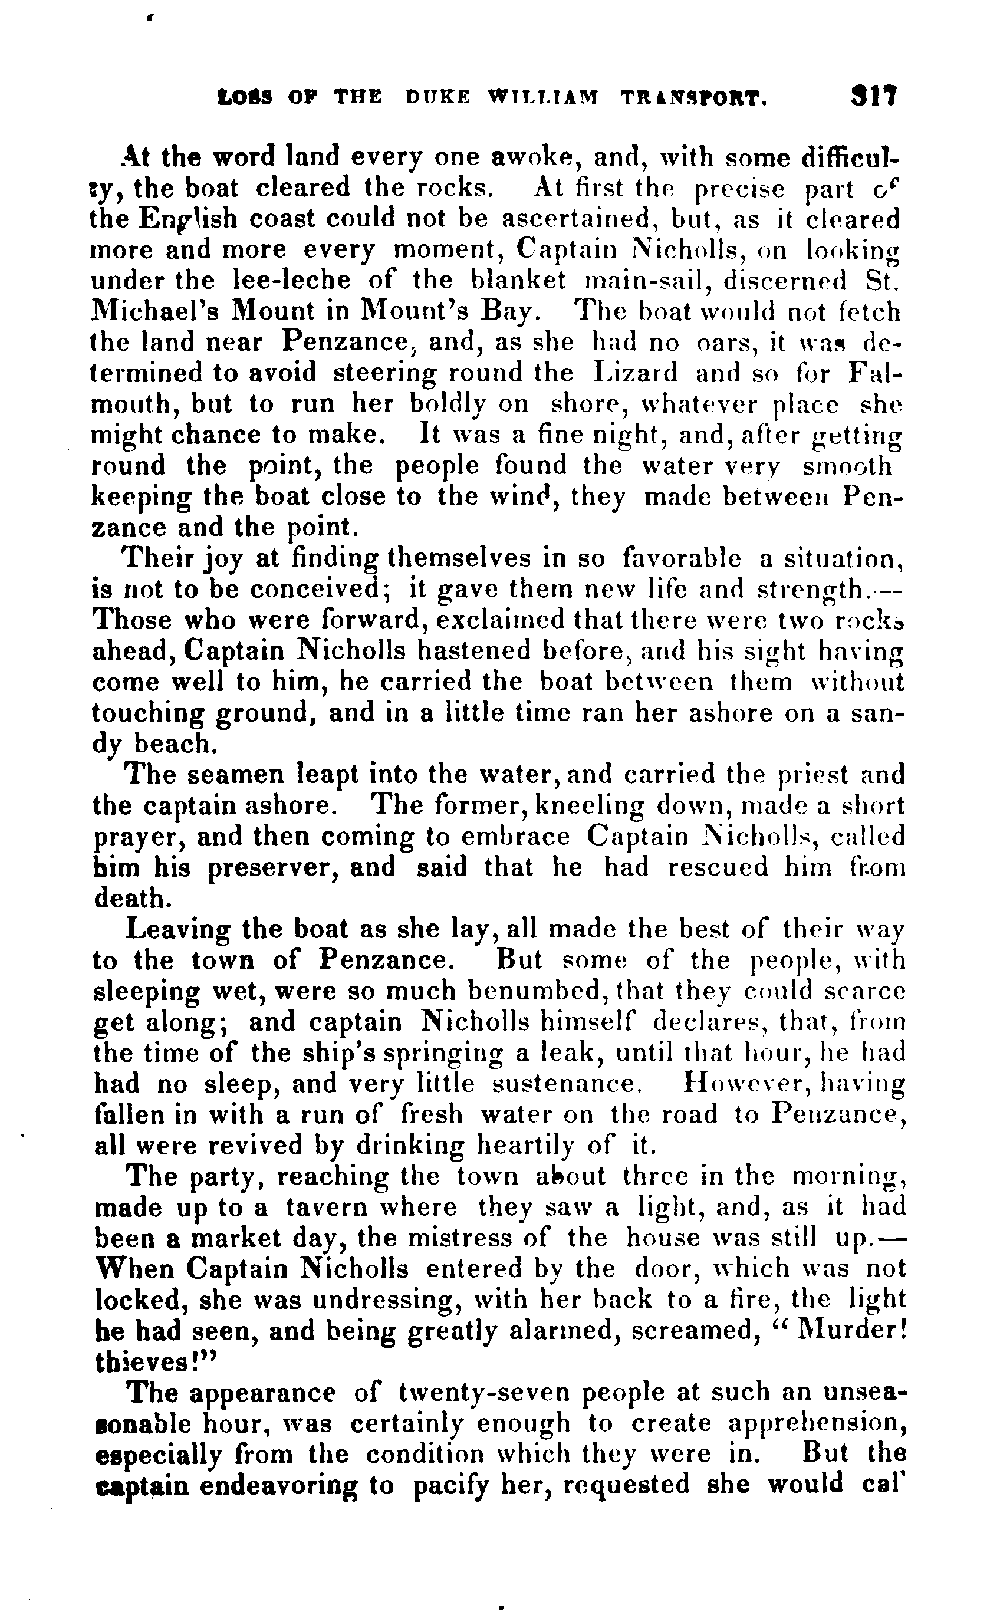 LOSS OF THE DUKE WILLIAM TRANSPORT. 317
At the word land every one awoke, and, with some difficul-
ty, the boat cleared the rocks. At first the precise part of
the English coast could not be ascertained, but, as it cleared
more and more every moment, Captain Nicholls, on looking
under the lee-leche of the blanket main-sail, discerned St.
Michael's Mount in Mount's Bay. The boat would not fetch
the land near Penzance, and, as she had no oars, it was de-
termined to avoid steering round the Lizard and so for Fal-
mouth, but to run her boldly on shore, whatever place she
might chance to make. It was a fine night, and, after getting
round the point, the people found the water very smooth
keeping the boat close to the wind, they made between Pen-
zance and the point.
Their joy at finding themselves in so favorable a situation,
is not to be conceived; it gave them new life and strength.—
Those who were forward, exclaimed that there were two rocks
ahead, Captain Nicholls hastened before, and his sight having
come well to him, he carried the boat between them without
touching ground, and in a little time ran her ashore on a san-
dy beach.
The seamen leapt into the water, and carried the priest and
the captain ashore. The former, kneeling down, made a short
prayer, and then coming to embrace Captain Nicholls, called
him his preserver, and said that he had rescued him from
death.
Leaving the boat as she lay, all made the best of their way
to the town of Penzance. But some of the people, with
sleeping wet, were so much benumbed, that they could scarce
get along; and captain Nicholls himself declares, that, from
the time of the ship's springing a leak, until that hour, he had
had no sleep, and very little sustenance. However, having
fallen in with a run of fresh water on the road to Penzance,
all were revived by drinking heartily of it.
The party, reaching the town about three in the morning,
made up to a tavern where they saw a light, and, as it had
been a market day, the mistress of the house was still up.—
When Captain Nicholls entered by the door, which was not
locked, she was undressing, with her back to a fire, the light
he had seen, and being greatly alarmed, screamed, “ Murder!
thieves!”
The appearance of twenty-seven people at such an unsea-
sonable hour, was certainly enough to create apprehension,
especially from the condition which they were in. But the
captain endeavoring to pacify her, requested she would cal